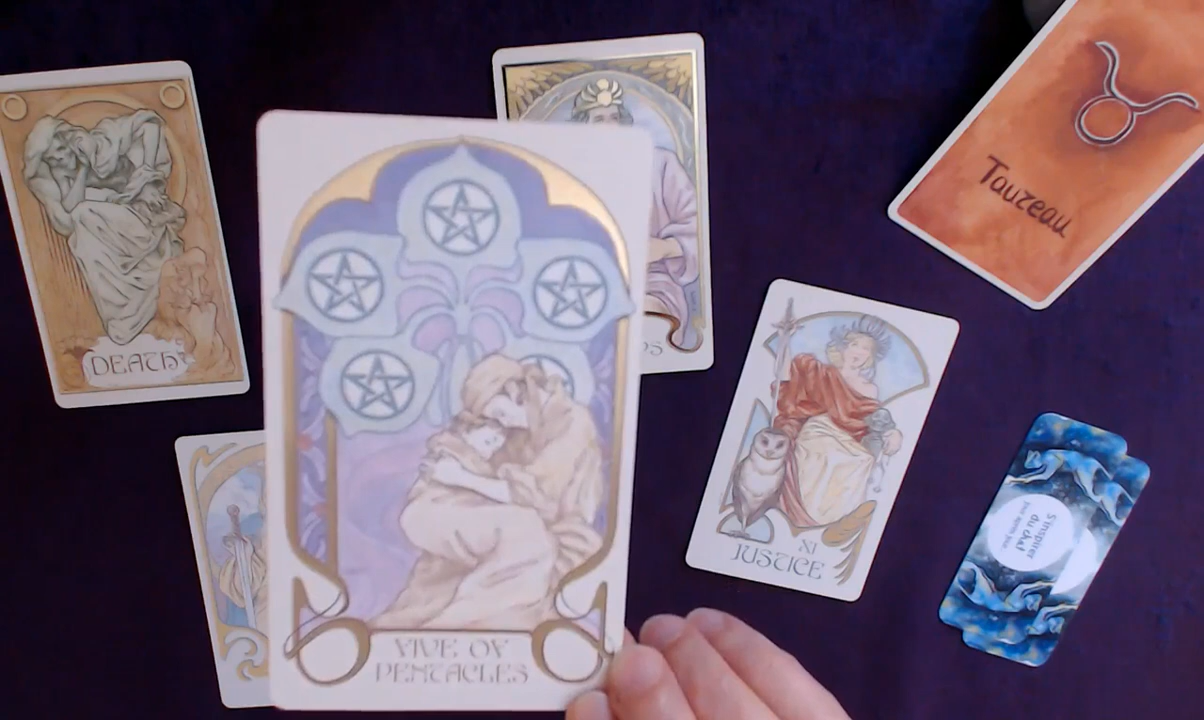 DEATH
FIVE OF
PENTACLES
XI
JUSTICE
Taureau
S'inspirer
du chat